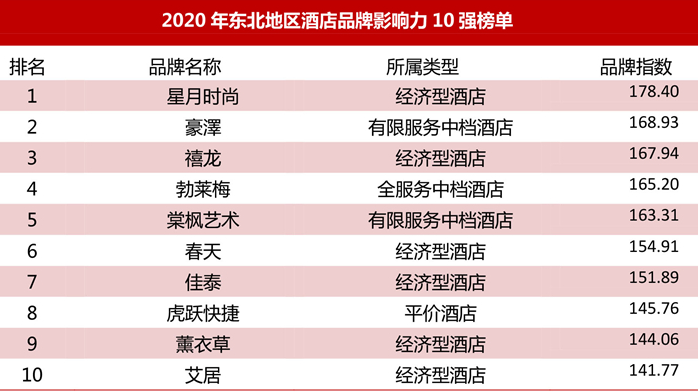 2020 年东北地区酒店品牌影响力 10 强榜单
排名 品牌名称 所属类型 品牌指数
1 星月时尚 经济型酒店 178.40
2 豪澤 有限服务中档酒店 168.93
3 禧龙 经济型酒店 167.94
4 勃莱梅 全服务中档酒店 165.20
5 棠枫艺术 有限服务中档酒店 163.31
6 春天 经济型酒店 154.91
7 佳泰 经济型酒店 151.89
8 虎跃快捷 平价酒店 145.76
9 薰衣草 经济型酒店 144.06
10 艾居 经济型酒店 141.77